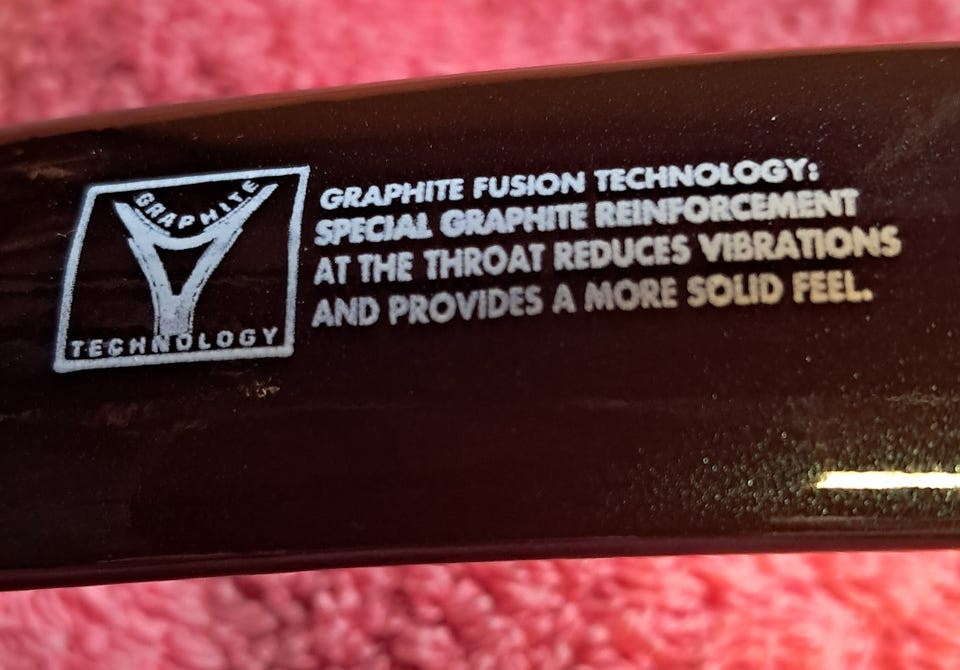 GRAPHITE
TECHNOLOGY
GRAPHITE FUSION TECHNOLOGY:
SPECIAL GRAPHITE REINFORCEMENT
AT THE THROAT REDUCES VIBRATIONS
AND PROVIDES A MORE SOLID FEEL.